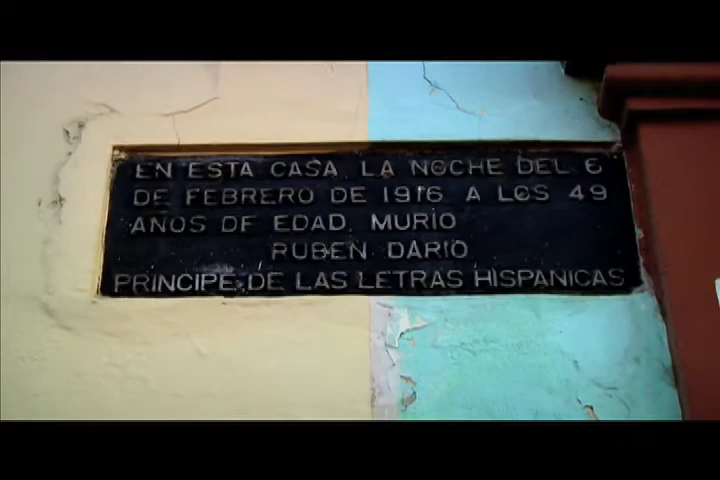 EN ESTA CASA, LA NOCHE DEL 6
DE FEBRERO DE 1916 A LOS 49
AÑOS DE EDAD, MURIÓ
RUBEN DARIO
PRINCIPE DE LAS LETRAS HISPANICAS